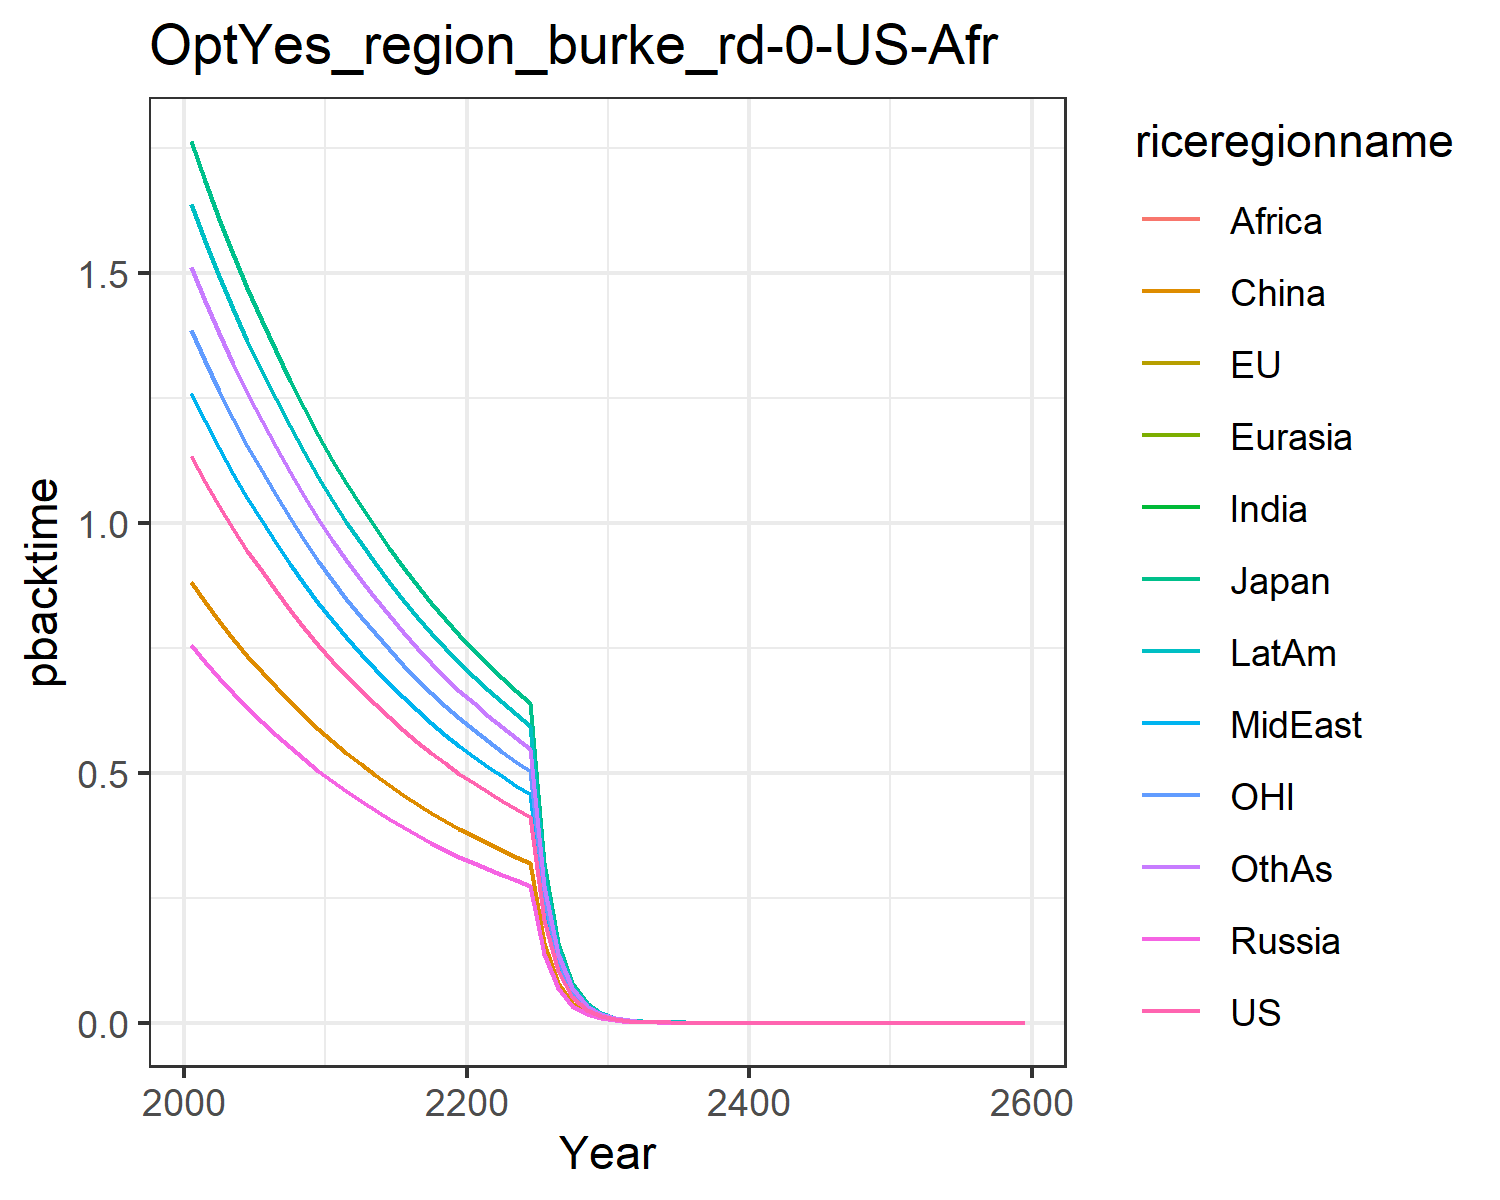 OptYes_region_burke_rd-0-US-Afr
pbacktime
1.5
1.0
0.5
0.0
2000
2200
2400
2600
Year
riceregionname
Africa
China
EU
Eurasia
India
Japan
LatAm
MidEast
OHI
OthAs
Russia
US